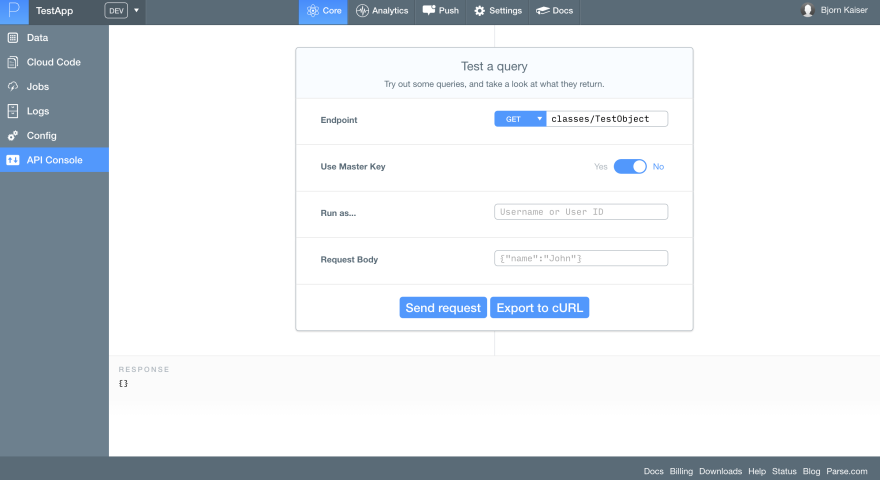 P TestApp DEV Core Analytics Push Settings Docs Bjorn Kaiser
Data
Cloud Code
Jobs
Logs
Config
API Console
Test a query
Try out some queries, and take a look at what they return.
Endpoint GET classes/TestObject
Use Master Key Yes No
Run as... Username or User ID
Request Body {"name":"John"}
Send request Export to cURL
RESPONSE
{}
Docs Billing Downloads Help Status Blog Parse.com